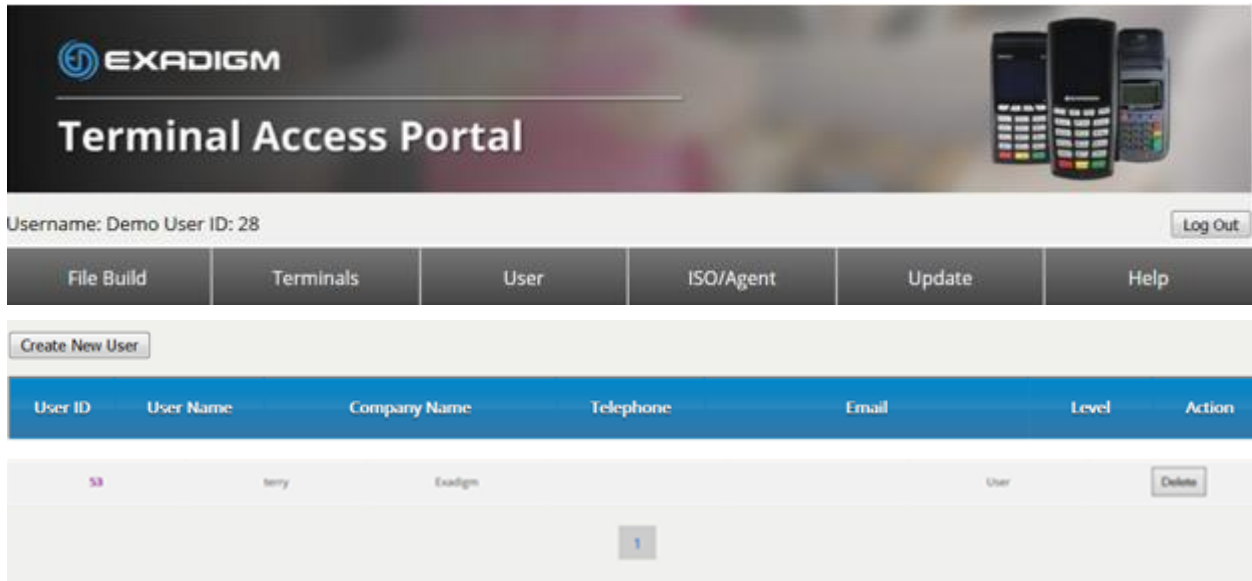 EXADIGM
Terminal Access Portal
Username: Demo User ID: 28
Log Out
File Build Terminals User ISO/Agent Update Help
Create New User
User ID User Name Company Name Telephone Email Level Action
53 terry Exadigm User Delete
1